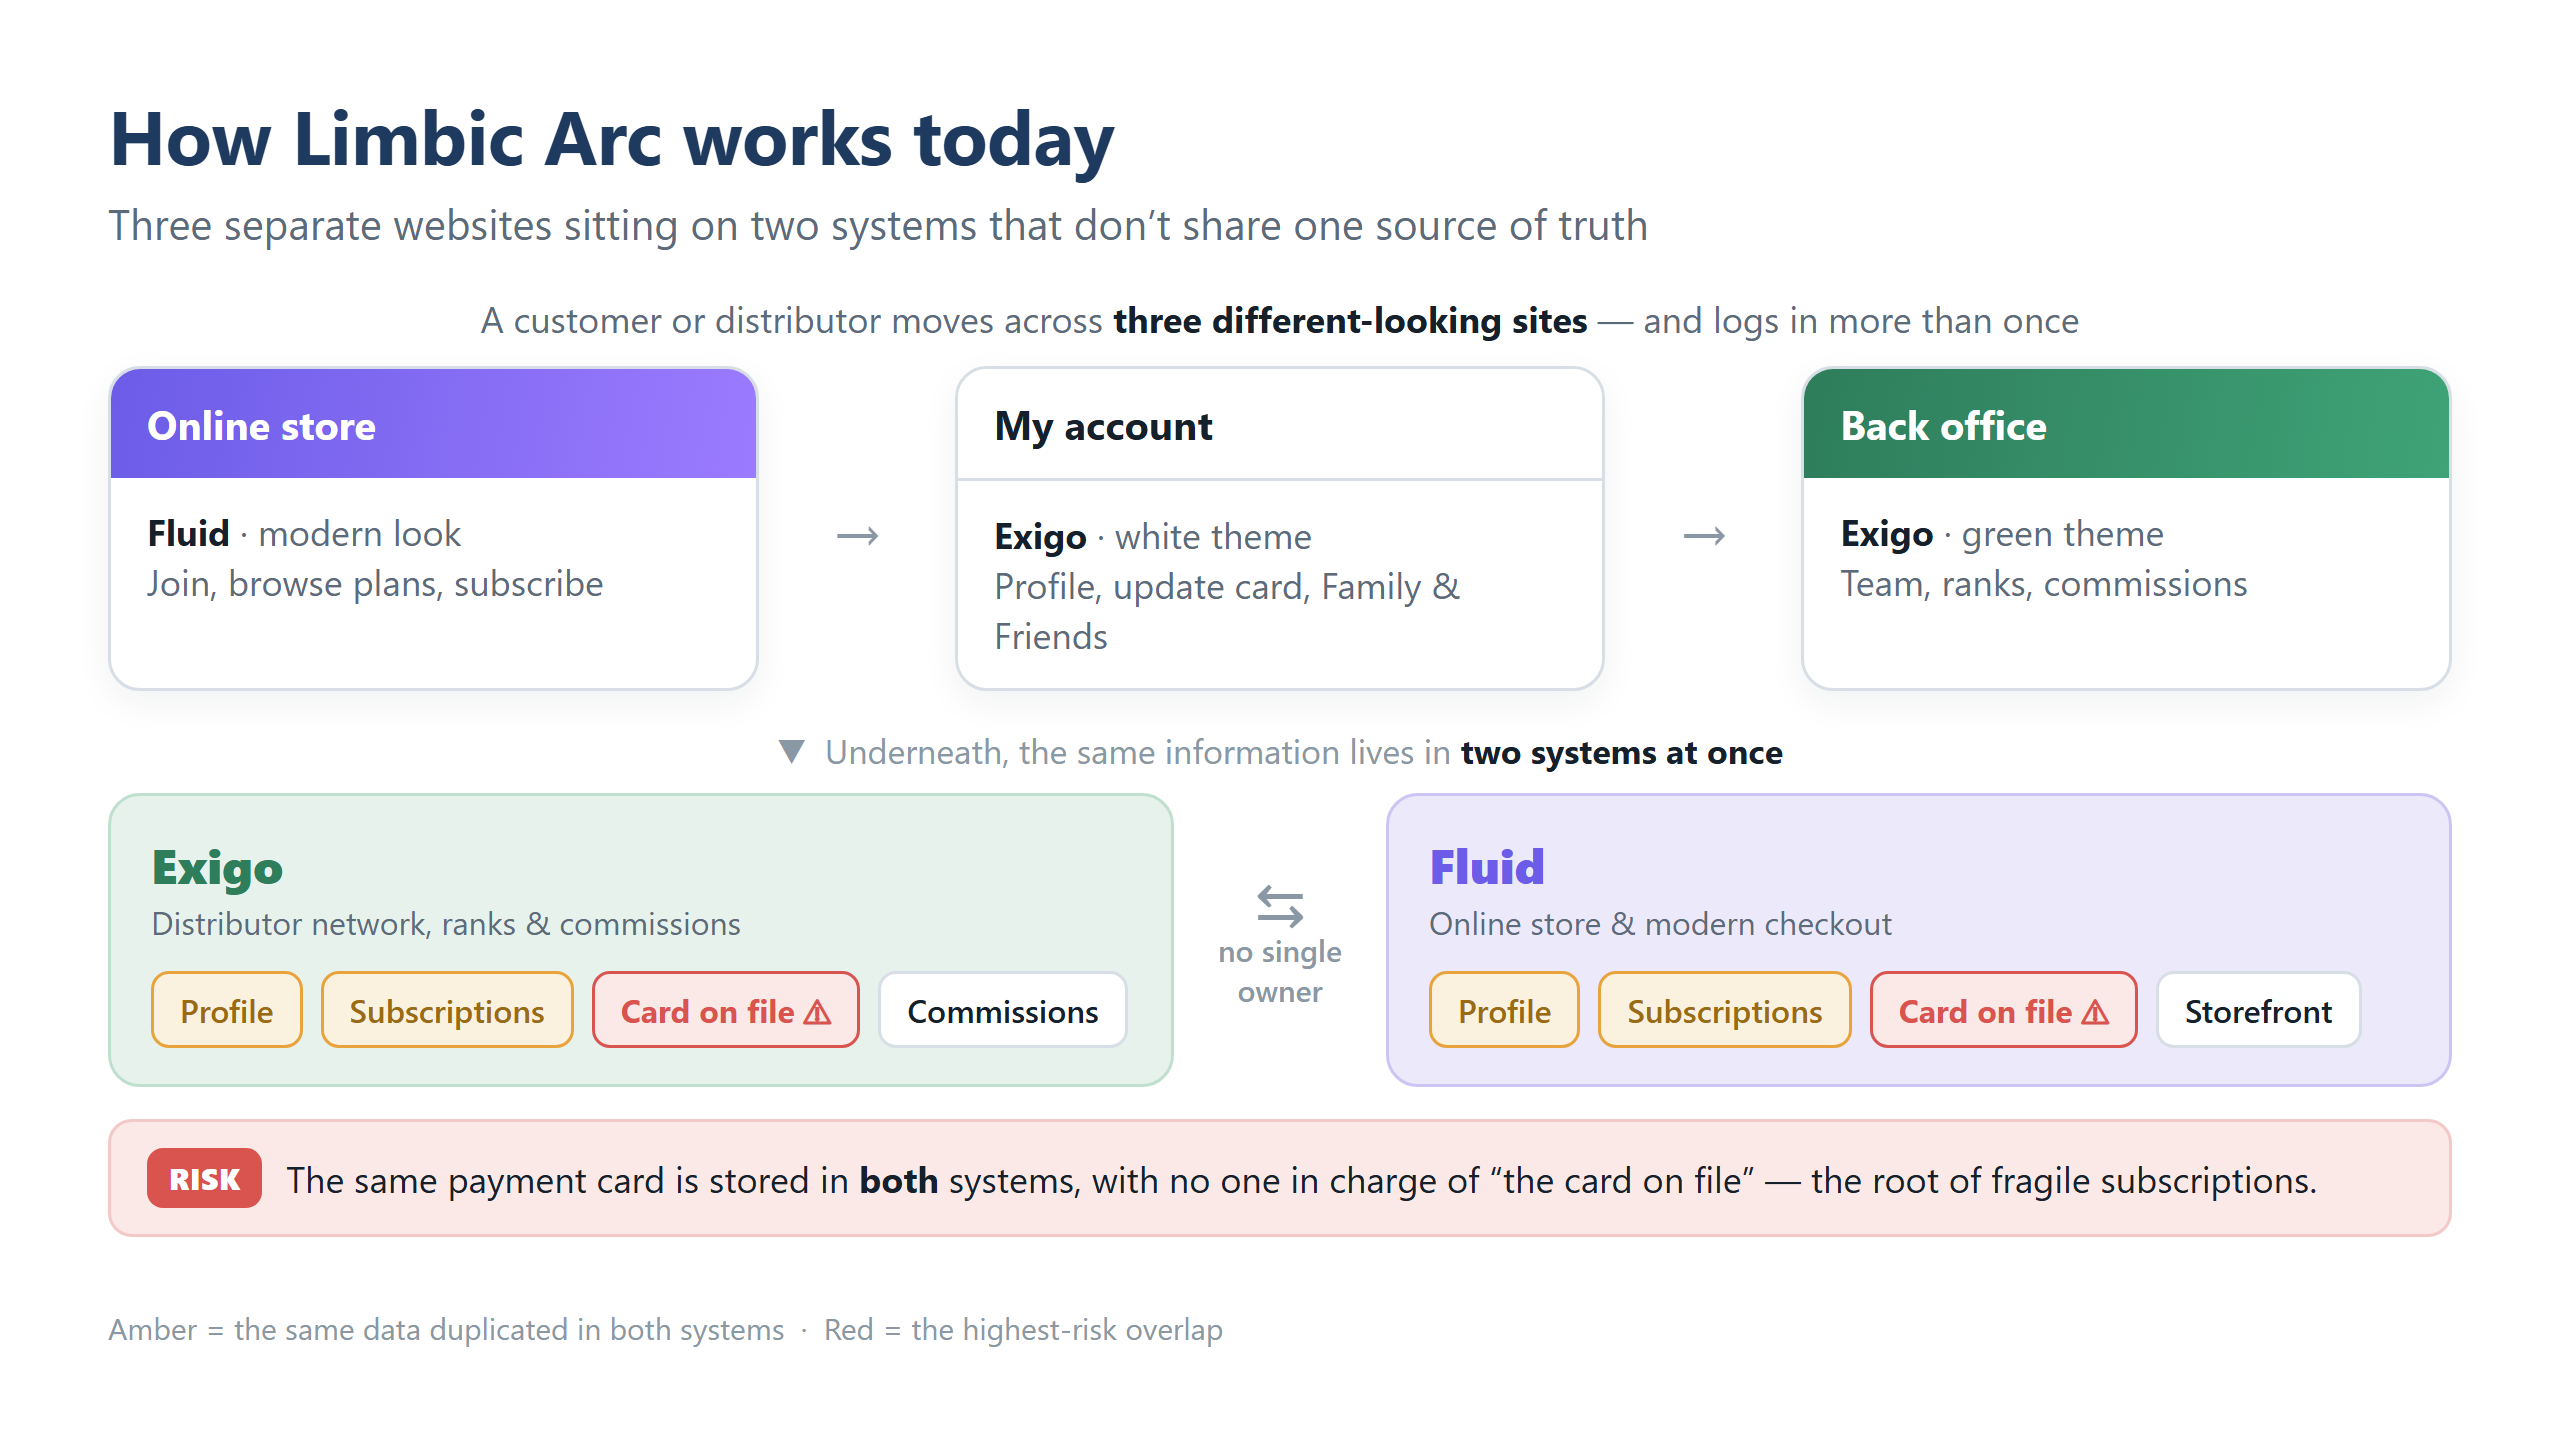 How Limbic Arc works today
Three separate websites sitting on two systems that don’t share one source of truth
A customer or distributor moves across three different-looking sites — and logs in more than once
Online store
Fluid · modern look
Join, browse plans, subscribe
→
My account
Exigo · white theme
Profile, update card, Family &
Friends
→
Back office
Exigo · green theme
Team, ranks, commissions
▼ Underneath, the same information lives in two systems at once
Exigo
Distributor network, ranks & commissions
Profile
Subscriptions
Card on file ⚠
Commissions
⇆
no single
owner
Fluid
Online store & modern checkout
Profile
Subscriptions
Card on file ⚠
Storefront
RISK
The same payment card is stored in both systems, with no one in charge of “the card on file” — the root of fragile subscriptions.
Amber = the same data duplicated in both systems · Red = the highest-risk overlap